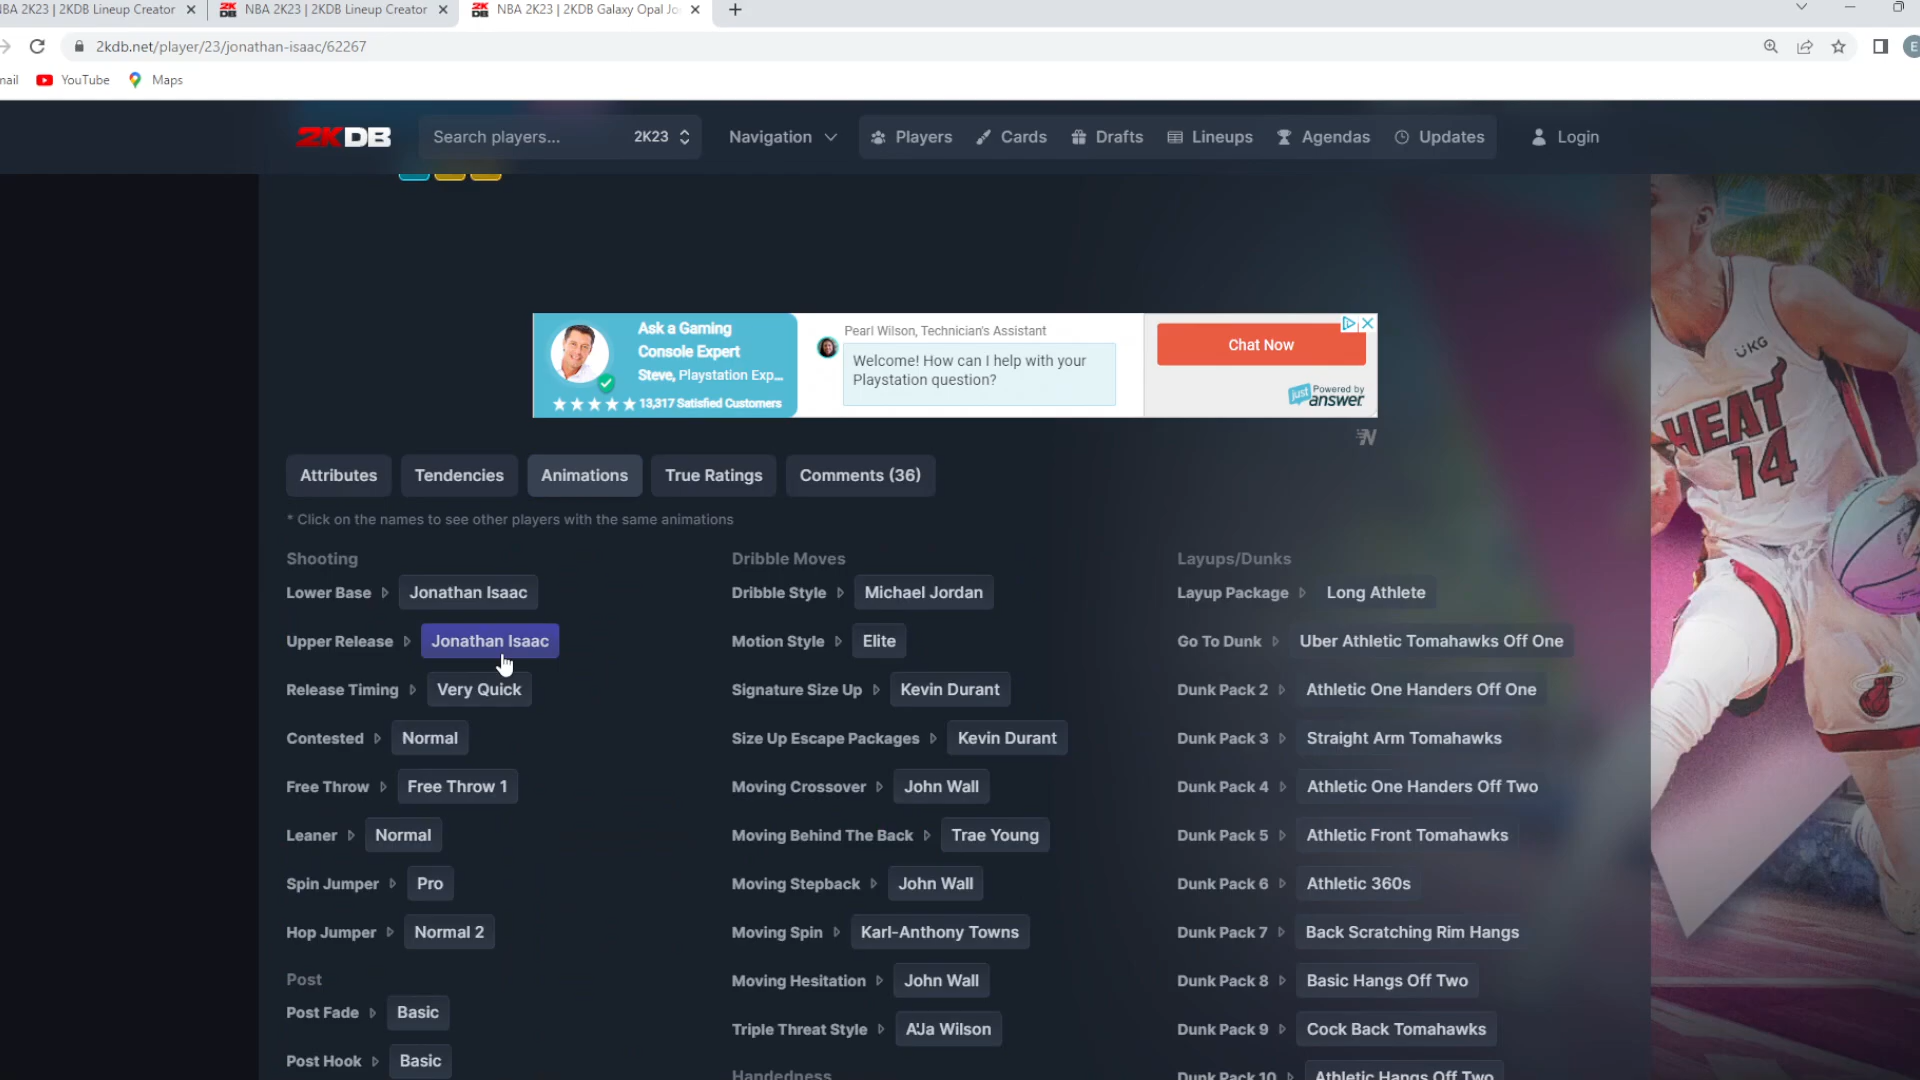 NBA 2K23 | 2KDB Lineup Creator
NBA 2K23 | 2KDB Lineup Creator
NBA 2K23 | 2KDB Galaxy Opal Jo
2kdb.net/player/23/jonathan-isaac/62267
E
mail
YouTube
Maps
2KDB
Search players...
2K23
Navigation
Players
Cards
Drafts
Lineups
Agendas
Updates
Login
Ask a Gaming
Console Expert
Steve, Playstation Exp...
13,317 Satisfied Customers
Pearl Wilson, Technician's Assistant
Welcome! How can I help with your
Playstation question?
Chat Now
Powered by
just answer
UKG
HEAT
14
Attributes
Tendencies
Animations
True Ratings
Comments (36)
* Click on the names to see other players with the same animations
Shooting
Lower Base Jonathan Isaac
Upper Release Jonathan Isaac
Release Timing Very Quick
Contested Normal
Free Throw Free Throw 1
Leaner Normal
Spin Jumper Pro
Hop Jumper Normal 2
Post
Post Fade Basic
Post Hook Basic
Dribble Moves
Dribble Style Michael Jordan
Motion Style Elite
Signature Size Up Kevin Durant
Size Up Escape Packages Kevin Durant
Moving Crossover John Wall
Moving Behind The Back Trae Young
Moving Stepback John Wall
Moving Spin Karl-Anthony Towns
Moving Hesitation John Wall
Triple Threat Style A'Ja Wilson
Handedness
Layups/Dunks
Layup Package Long Athlete
Go To Dunk Uber Athletic Tomahawks Off One
Dunk Pack 2 Athletic One Handers Off One
Dunk Pack 3 Straight Arm Tomahawks
Dunk Pack 4 Athletic One Handers Off Two
Dunk Pack 5 Athletic Front Tomahawks
Dunk Pack 6 Athletic 360s
Dunk Pack 7 Back Scratching Rim Hangs
Dunk Pack 8 Basic Hangs Off Two
Dunk Pack 9 Cock Back Tomahawks
Dunk Pack 10 Athletic Hangs Off Two